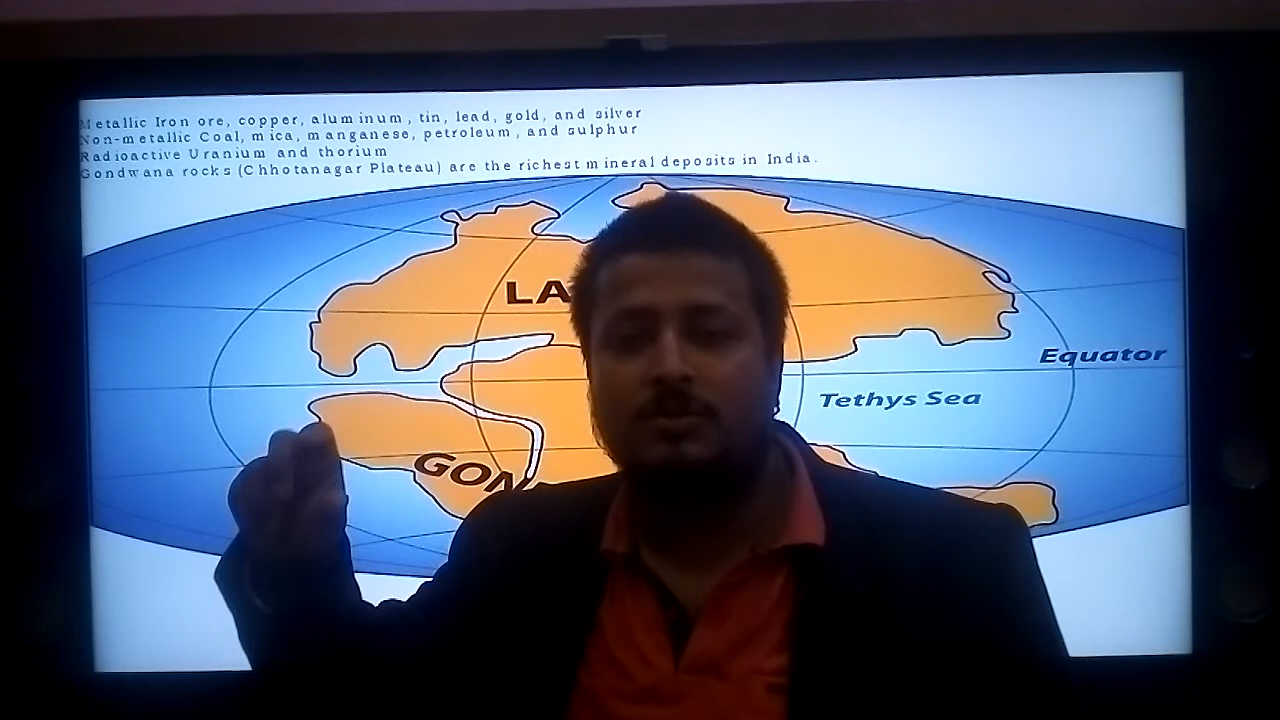 Metallic Iron ore, copper, aluminum, tin, lead, gold, and silver
Non-metallic Coal, mica, manganese, petroleum, and sulphur
Radioactive Uranium and thorium
Gondwana rocks (Chhotanagar Plateau) are the richest mineral deposits in India.
LA
Equator
Tethys Sea
GON